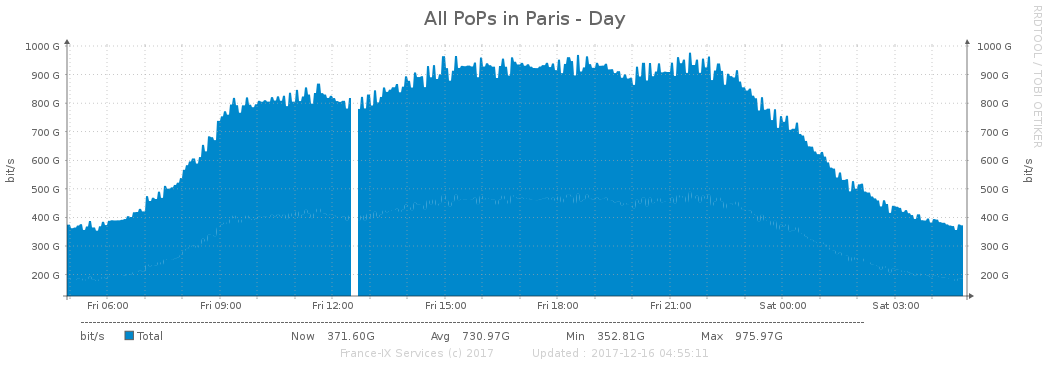 All PoPs in Paris - Day
RRDTOOL / TOBI OETIKER
1000 G 1000 G
900 G 900 G
800 G 800 G
700 G 700 G
600 G 600 G
500 G 500 G
400 G 400 G
300 G 300 G
200 G 200 G
bit/s bit/s
Fri 06:00 Fri 09:00 Fri 12:00 Fri 15:00 Fri 18:00 Fri 21:00 Sat 00:00 Sat 03:00
bit/s Total Now 371.60G Avg 730.97G Min 352.81G Max 975.97G
France-IX Services (c) 2017 Updated : 2017-12-16 04:55:11